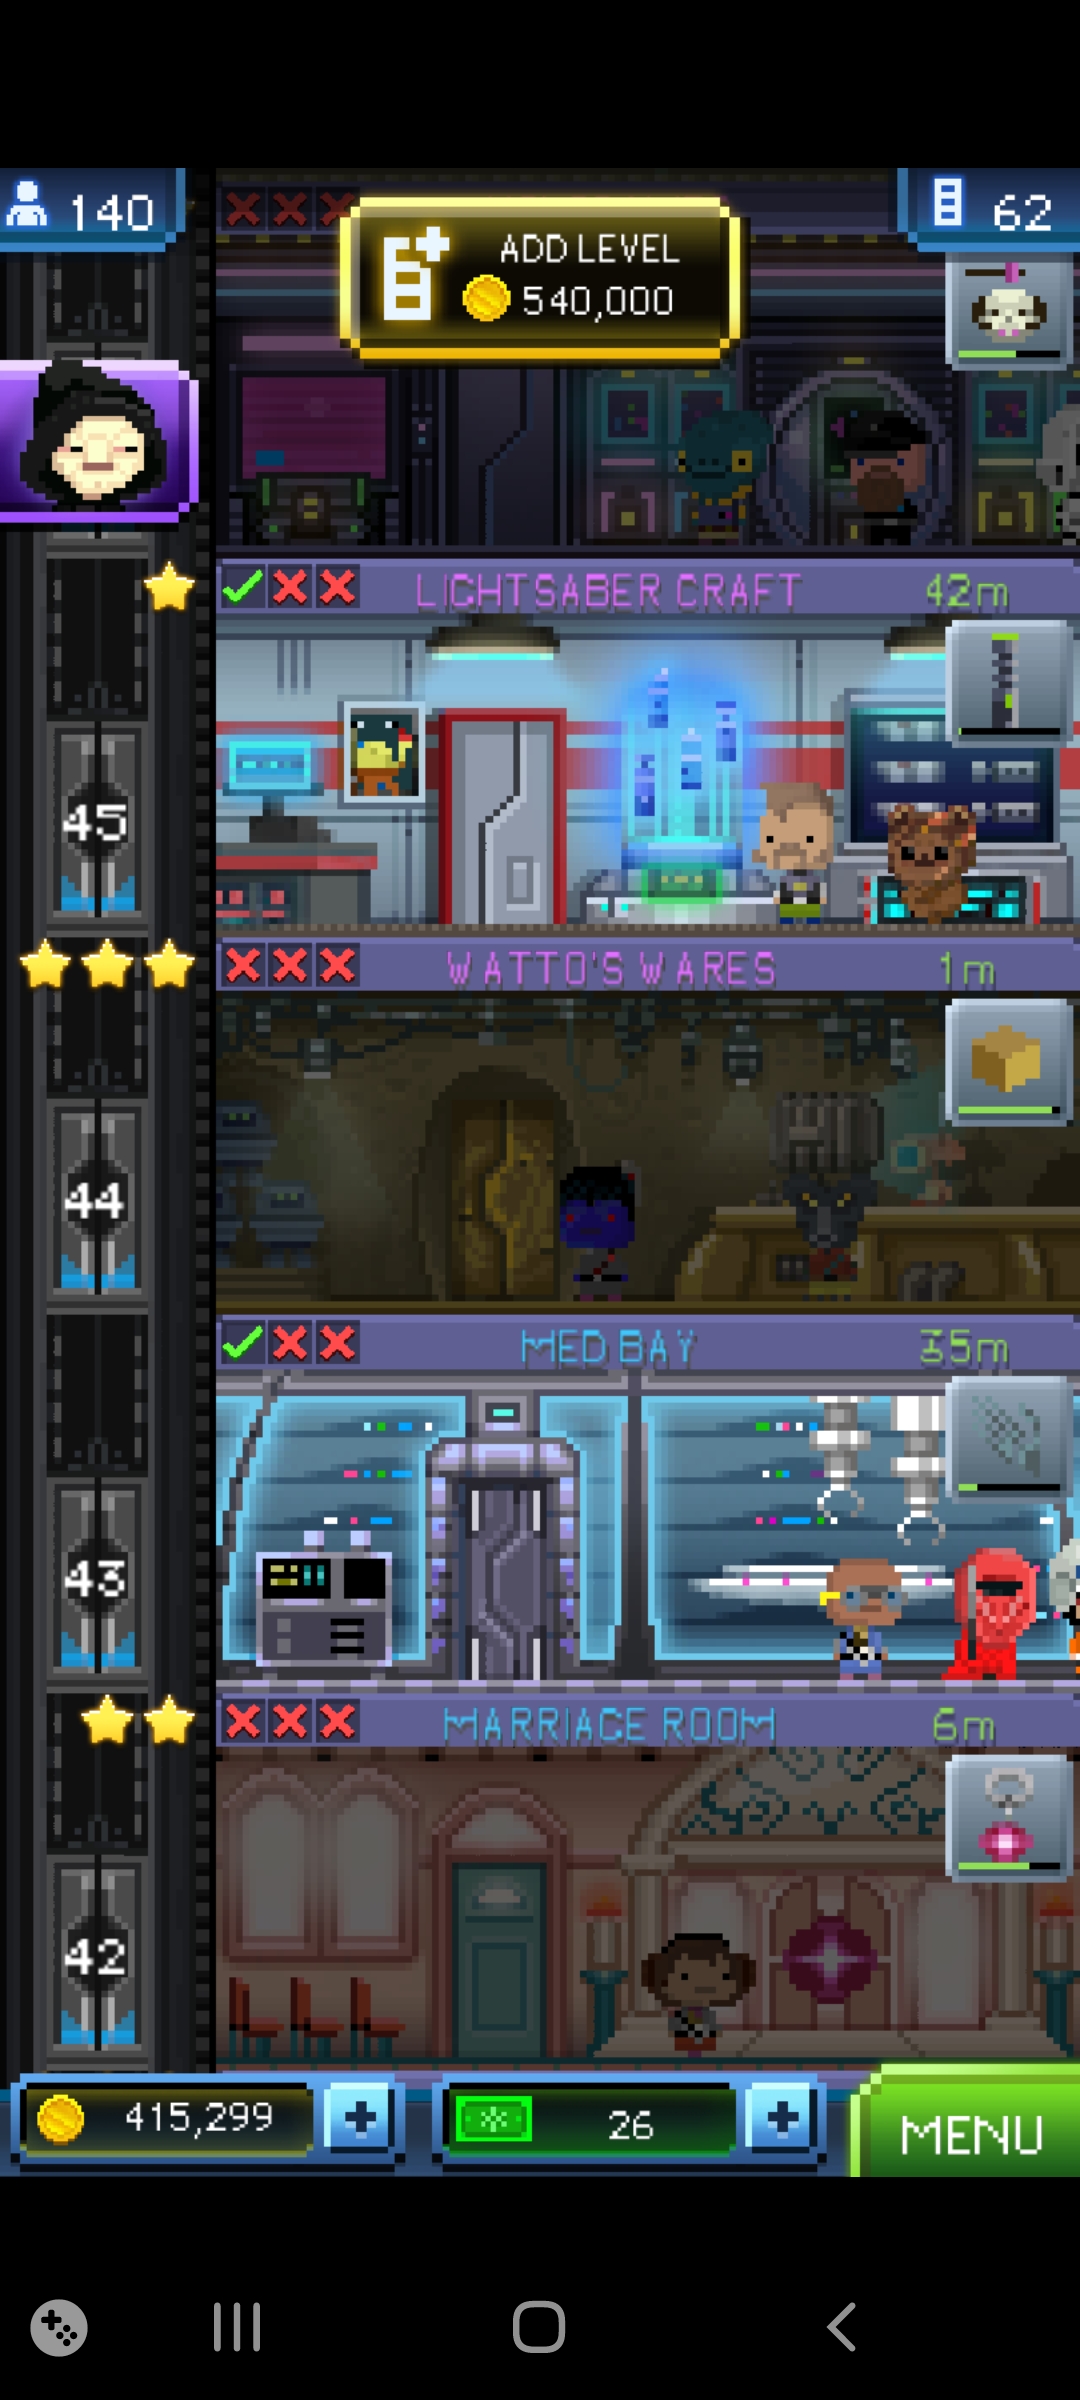 140
62
ADD LEVEL
540,000
LIGHTSABER CRAFT 42m
45
WATTO'S WARES 1m
44
MED BAY 35m
43
MARRIAGE ROOM 6m
42
415,299
26
MENU